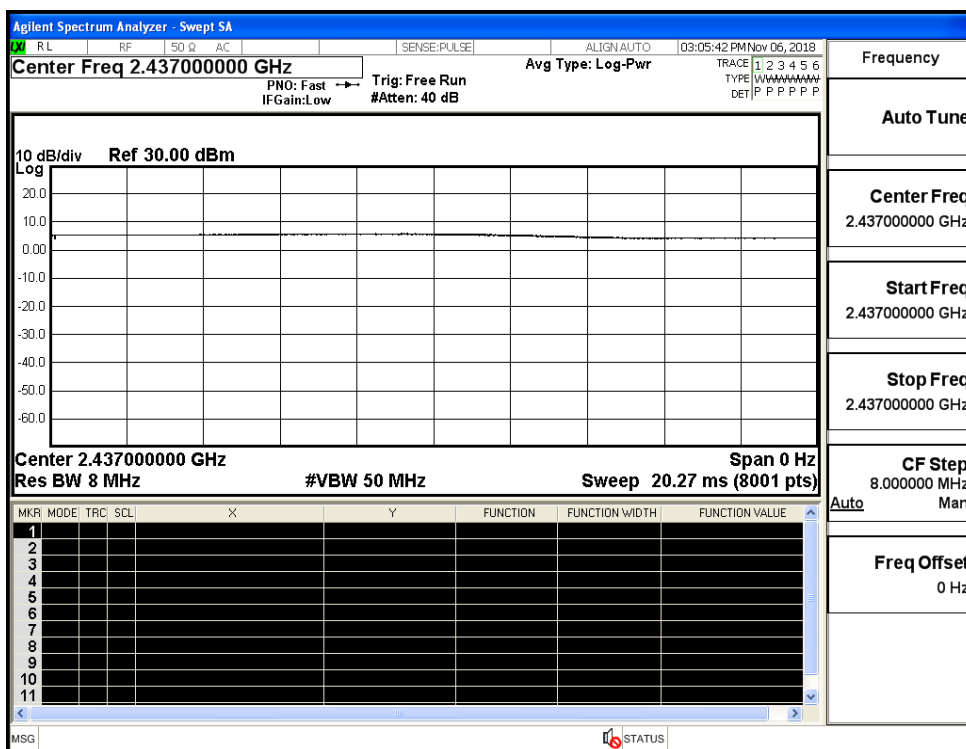 Agilent Spectrum Analyzer - Swept SA
LXI RL RF 50 Ω AC SENSE:PULSE ALIGN AUTO 03:05:42 PM Nov 06, 2018
Center Freq 2.437000000 GHz
PNO: Fast
IFGain:Low
Trig: Free Run
#Atten: 40 dB
Avg Type: Log-Pwr
TRACE 1 2 3 4 5 6
TYPE WWWWWW
DET P P P P P P
10 dB/div Ref 30.00 dBm
Log
20.0
10.0
0.00
-10.0
-20.0
-30.0
-40.0
-50.0
-60.0
Center 2.437000000 GHz Span 0 Hz
Res BW 8 MHz #VBW 50 MHz Sweep 20.27 ms (8001 pts)
MKR MODE TRC SCL X Y FUNCTION FUNCTION WIDTH FUNCTION VALUE
1
2
3
4
5
6
7
8
9
10
11
MSG STATUS
Frequency
Auto Tune
Center Freq
2.437000000 GHz
Start Freq
2.437000000 GHz
Stop Freq
2.437000000 GHz
CF Step
8.000000 MHz
Auto Man
Freq Offset
0 Hz